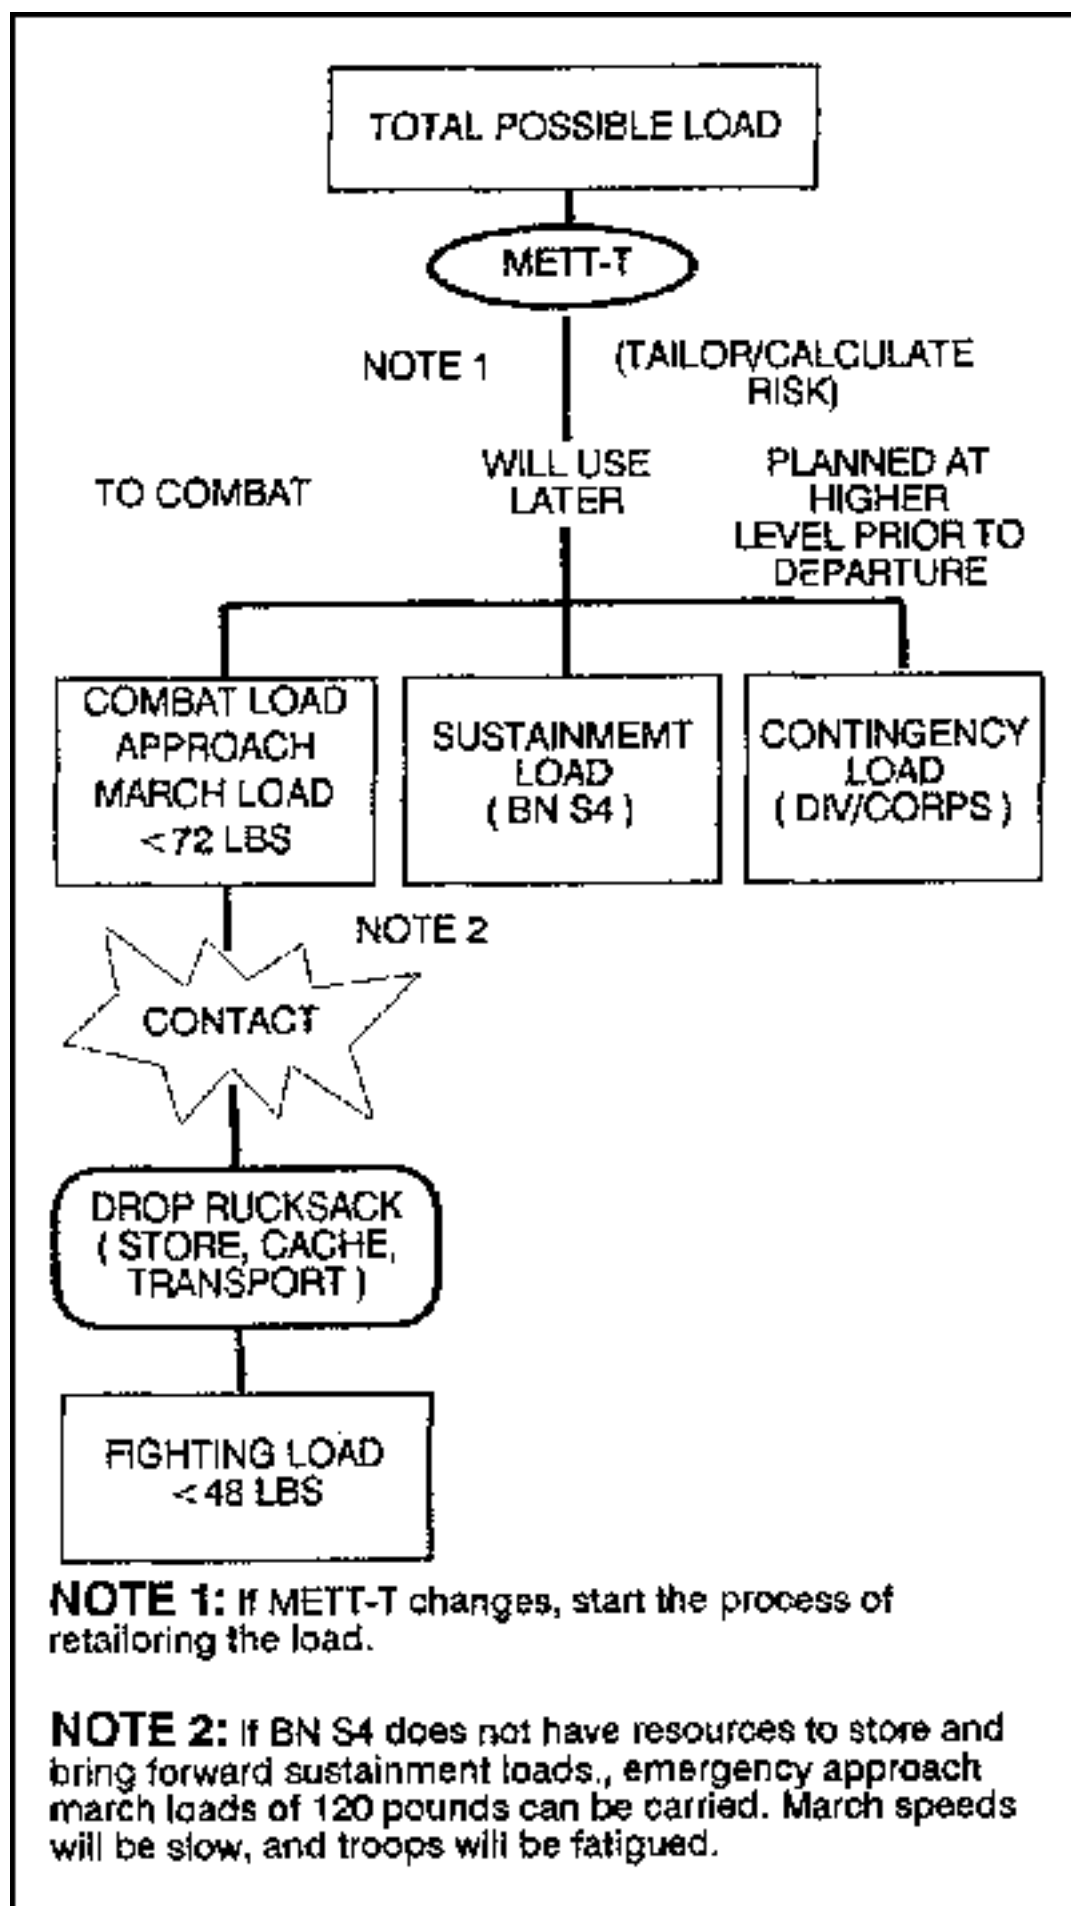 TOTAL POSSIBLE LOAD
METT-T
NOTE 1
(TAILOR/CALCULATE
RISK)
TO COMBAT
WILL USE
LATER
PLANNED AT
HIGHER
LEVEL PRIOR TO
DEPARTURE
COMBAT LOAD
APPROACH
MARCH LOAD
<72 LBS
SUSTAINMEMT
LOAD
( BN S4 )
CONTINGENCY
LOAD
( DIV/CORPS )
NOTE 2
CONTACT
DROP RUCKSACK
( STORE, CACHE,
TRANSPORT )
FIGHTING LOAD
<48 LBS
NOTE 1: If METT-T changes, start the process of
retailoring the load.
NOTE 2: If BN S4 does not have resources to store and
bring forward sustainment loads., emergency approach
march loads of 120 pounds can be carried. March speeds
will be slow, and troops will be fatigued.